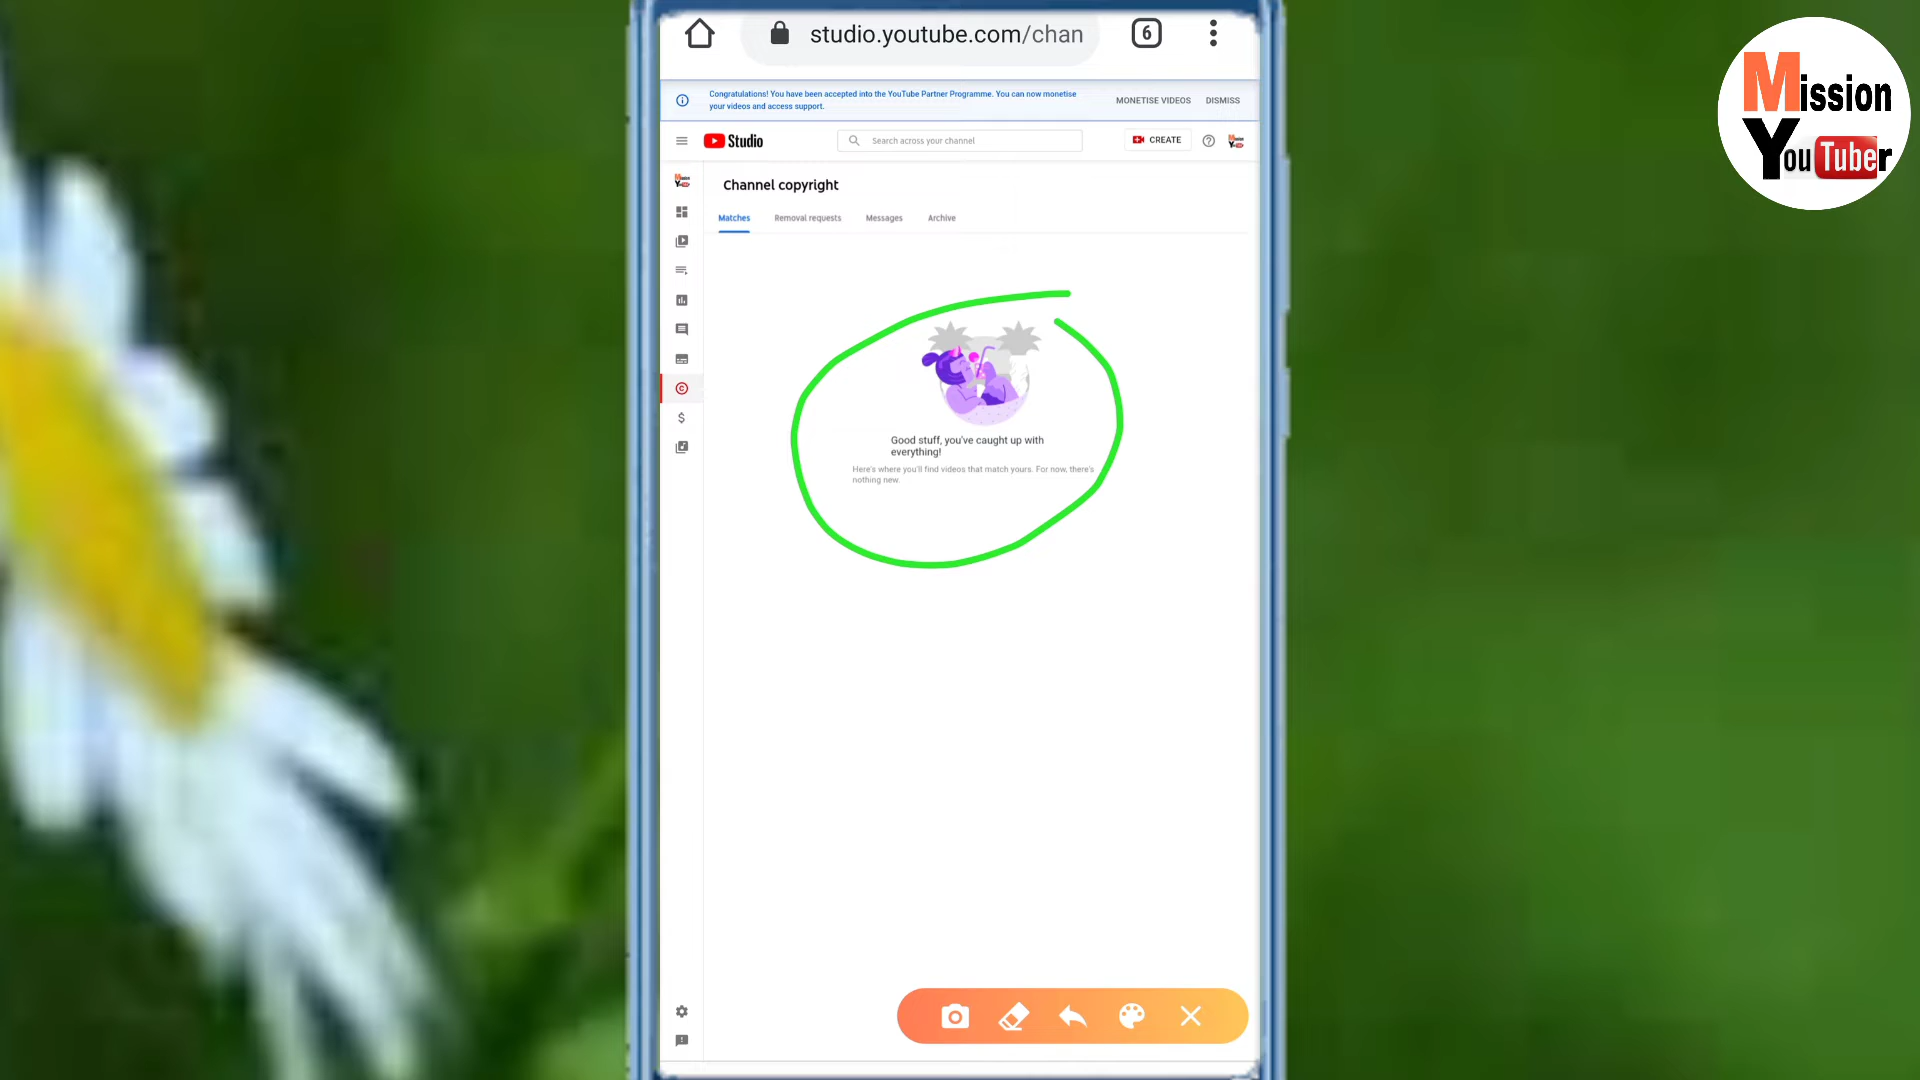 studio.youtube.com/chan
6
Congratulations! You have been accepted into the YouTube Partner Programme. You can now monetise
your videos and access support.
MONETISE VIDEOS
DISMISS
Studio
Search across your channel
CREATE
Channel copyright
Matches
Removal requests
Messages
Archive
Good stuff, you've caught up with
everything!
Here's where you'll find videos that match yours. For now, there's
nothing new.
Mission
YouTuber